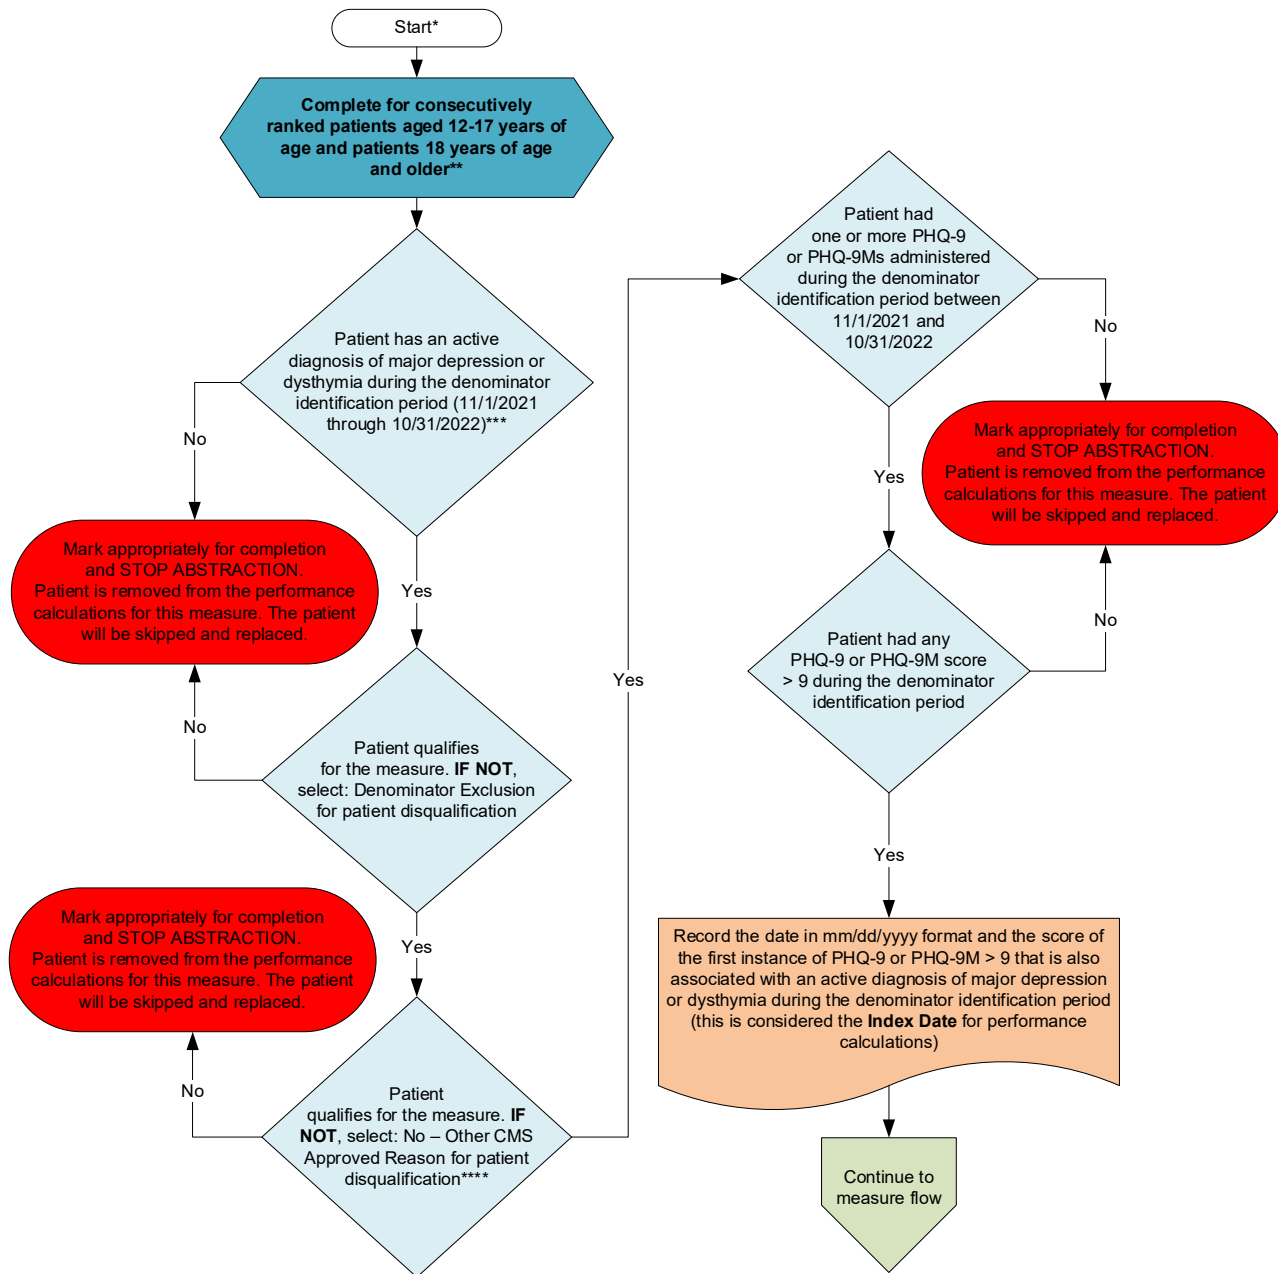 Start*
Complete for consecutively
ranked patients aged 12-17 years of
age and patients 18 years of age
and older**
Patient has an active
diagnosis of major depression or
dysthymia during the denominator
identification period (11/1/2021
through 10/31/2022)***
No
Mark appropriately for completion
and STOP ABSTRACTION.
Patient is removed from the performance
calculations for this measure. The patient
will be skipped and replaced.
Yes
No
Patient qualifies
for the measure. IF NOT,
select: Denominator Exclusion
for patient disqualification
Yes
Mark appropriately for completion
and STOP ABSTRACTION.
Patient is removed from the performance
calculations for this measure. The patient
will be skipped and replaced.
No
Patient
qualifies for the measure. IF
NOT, select: No – Other CMS
Approved Reason for patient
disqualification****
Yes
Patient had
one or more PHQ-9
or PHQ-9Ms administered
during the denominator
identification period between
11/1/2021 and
10/31/2022
No
Mark appropriately for completion
and STOP ABSTRACTION.
Patient is removed from the performance
calculations for this measure. The patient
will be skipped and replaced.
Yes
No
Patient had any
PHQ-9 or PHQ-9M score
> 9 during the denominator
identification period
Yes
Record the date in mm/dd/yyyy format and the score of
the first instance of PHQ-9 or PHQ-9M > 9 that is also
associated with an active diagnosis of major depression
or dysthymia during the denominator identification period
(this is considered the Index Date for performance
calculations)
Continue to
measure flow